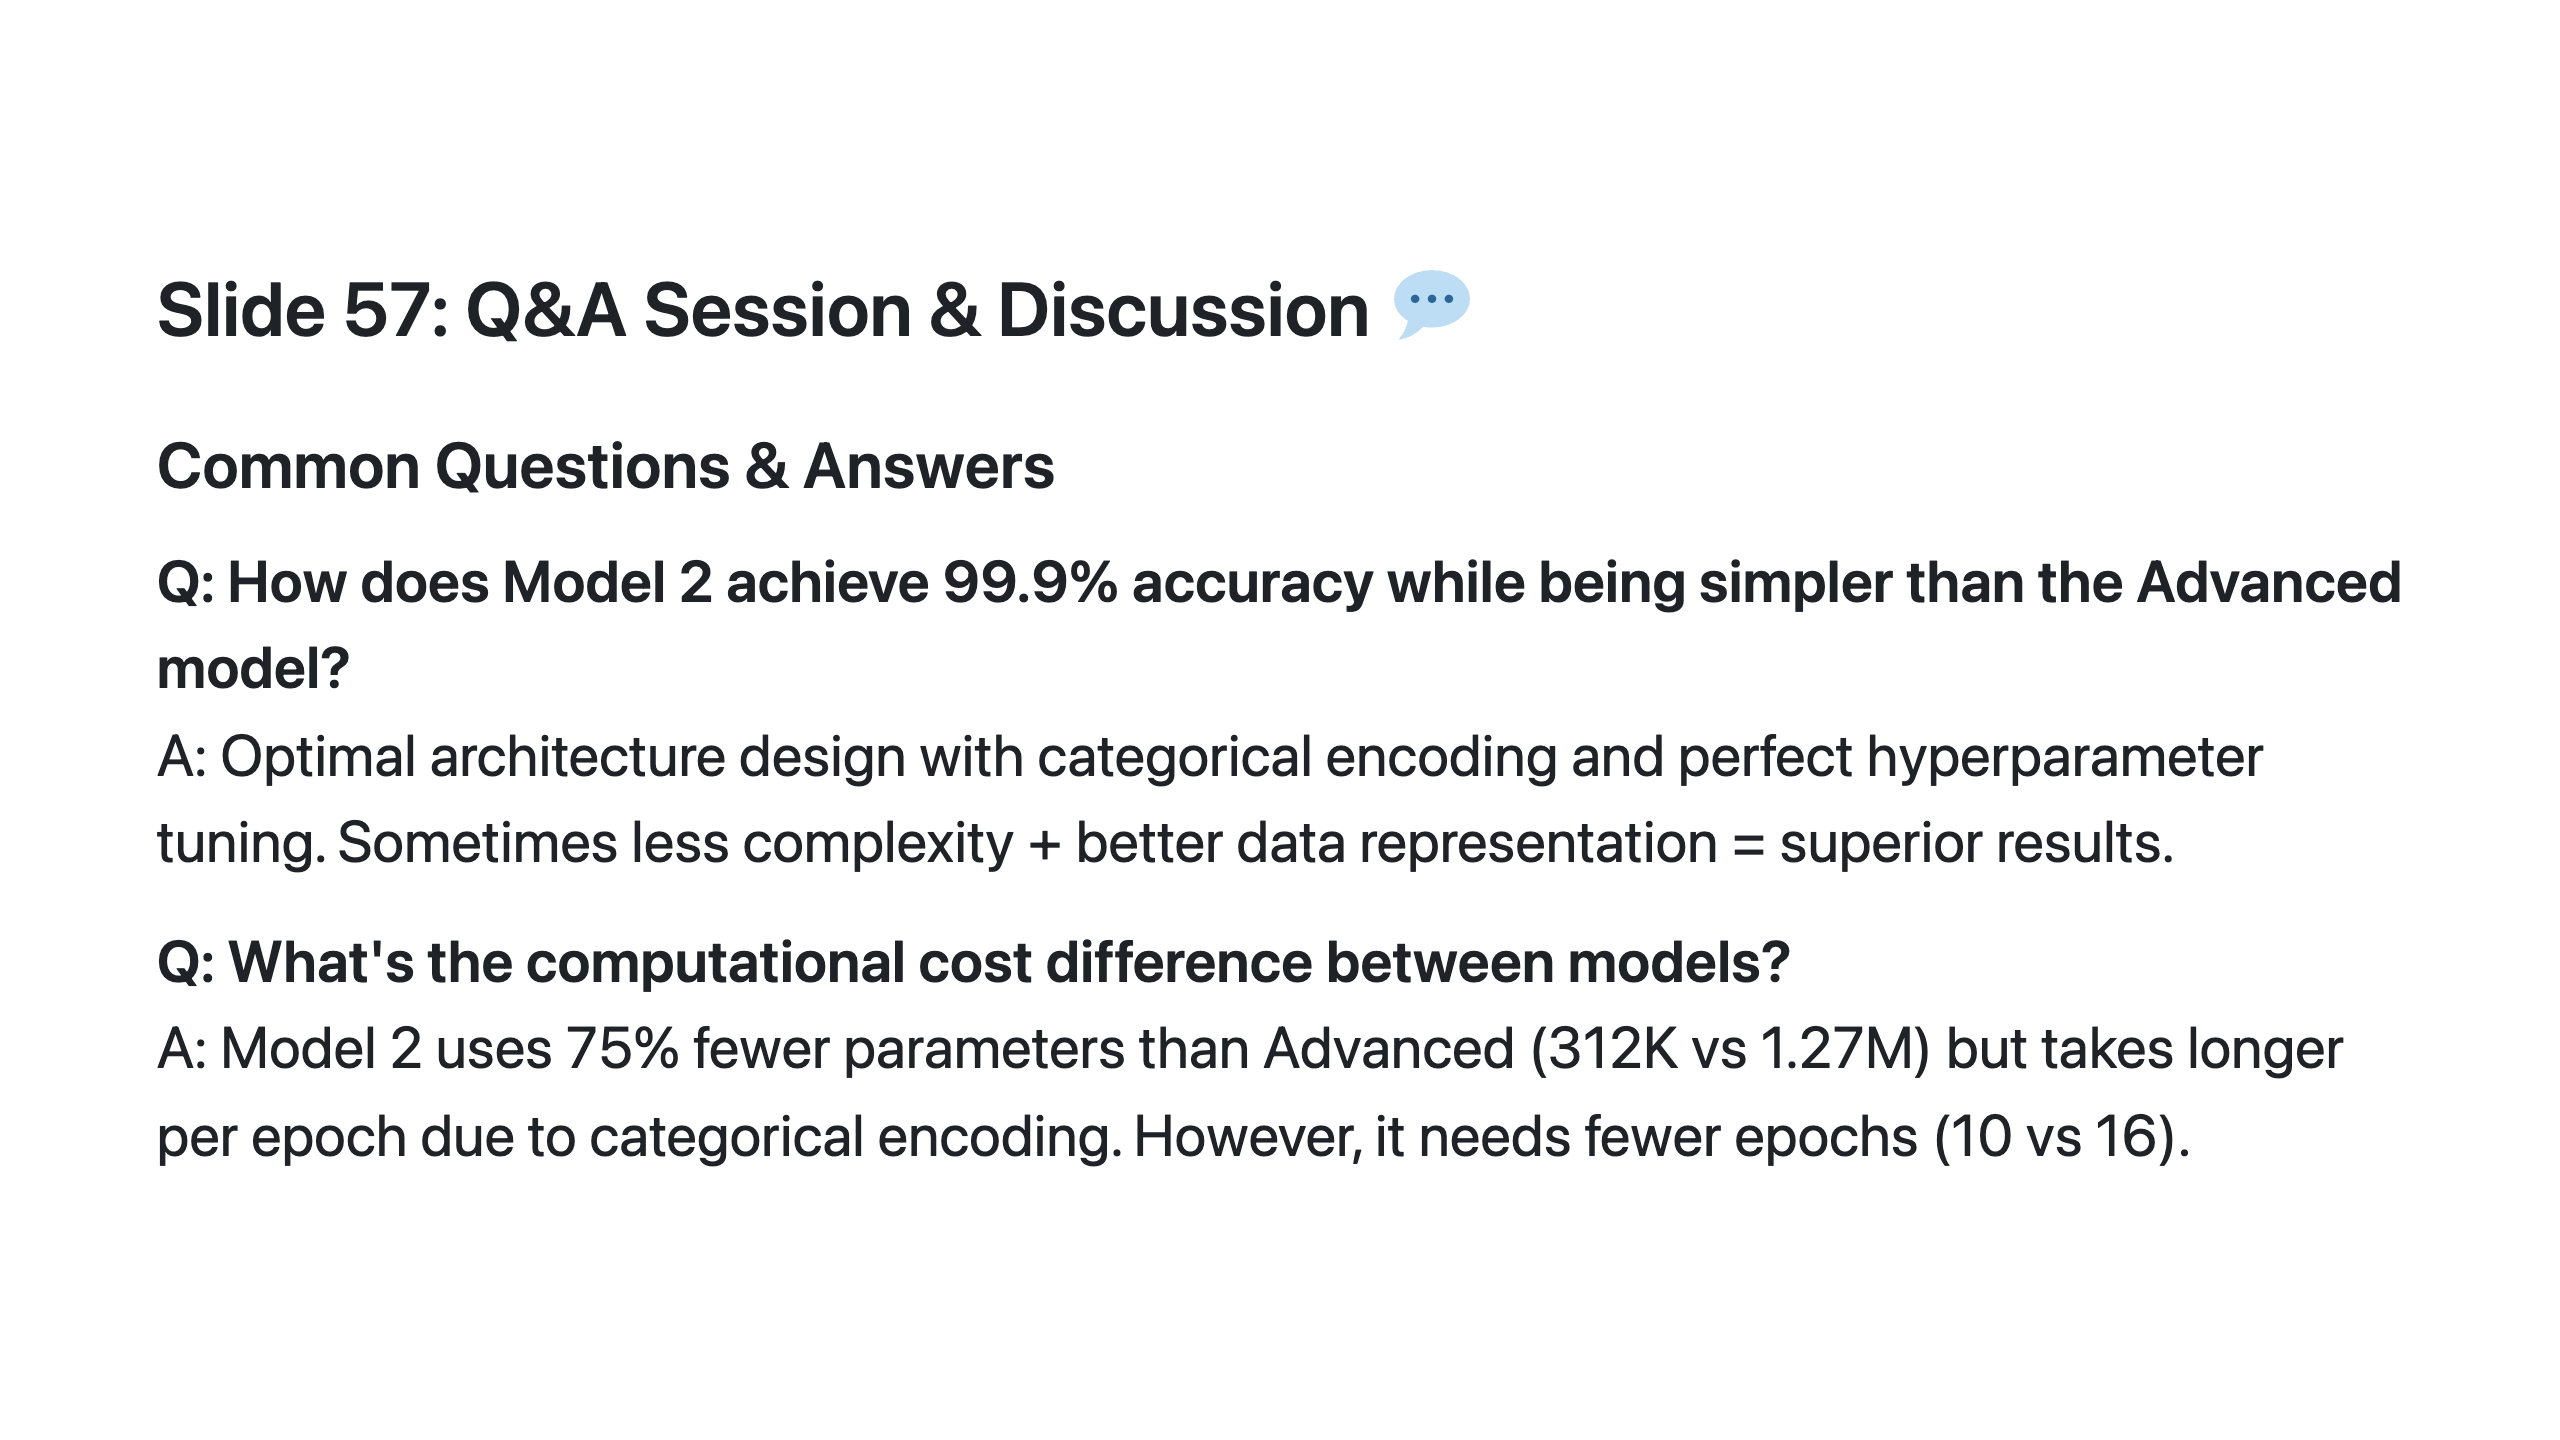 Slide 57: Q&A Session & Discussion 💬
Common Questions & Answers
Q: How does Model 2 achieve 99.9% accuracy while being simpler than the Advanced
model?
A: Optimal architecture design with categorical encoding and perfect hyperparameter
tuning. Sometimes less complexity + better data representation = superior results.
Q: What's the computational cost difference between models?
A: Model 2 uses 75% fewer parameters than Advanced (312K vs 1.27M) but takes longer
per epoch due to categorical encoding. However, it needs fewer epochs (10 vs 16).